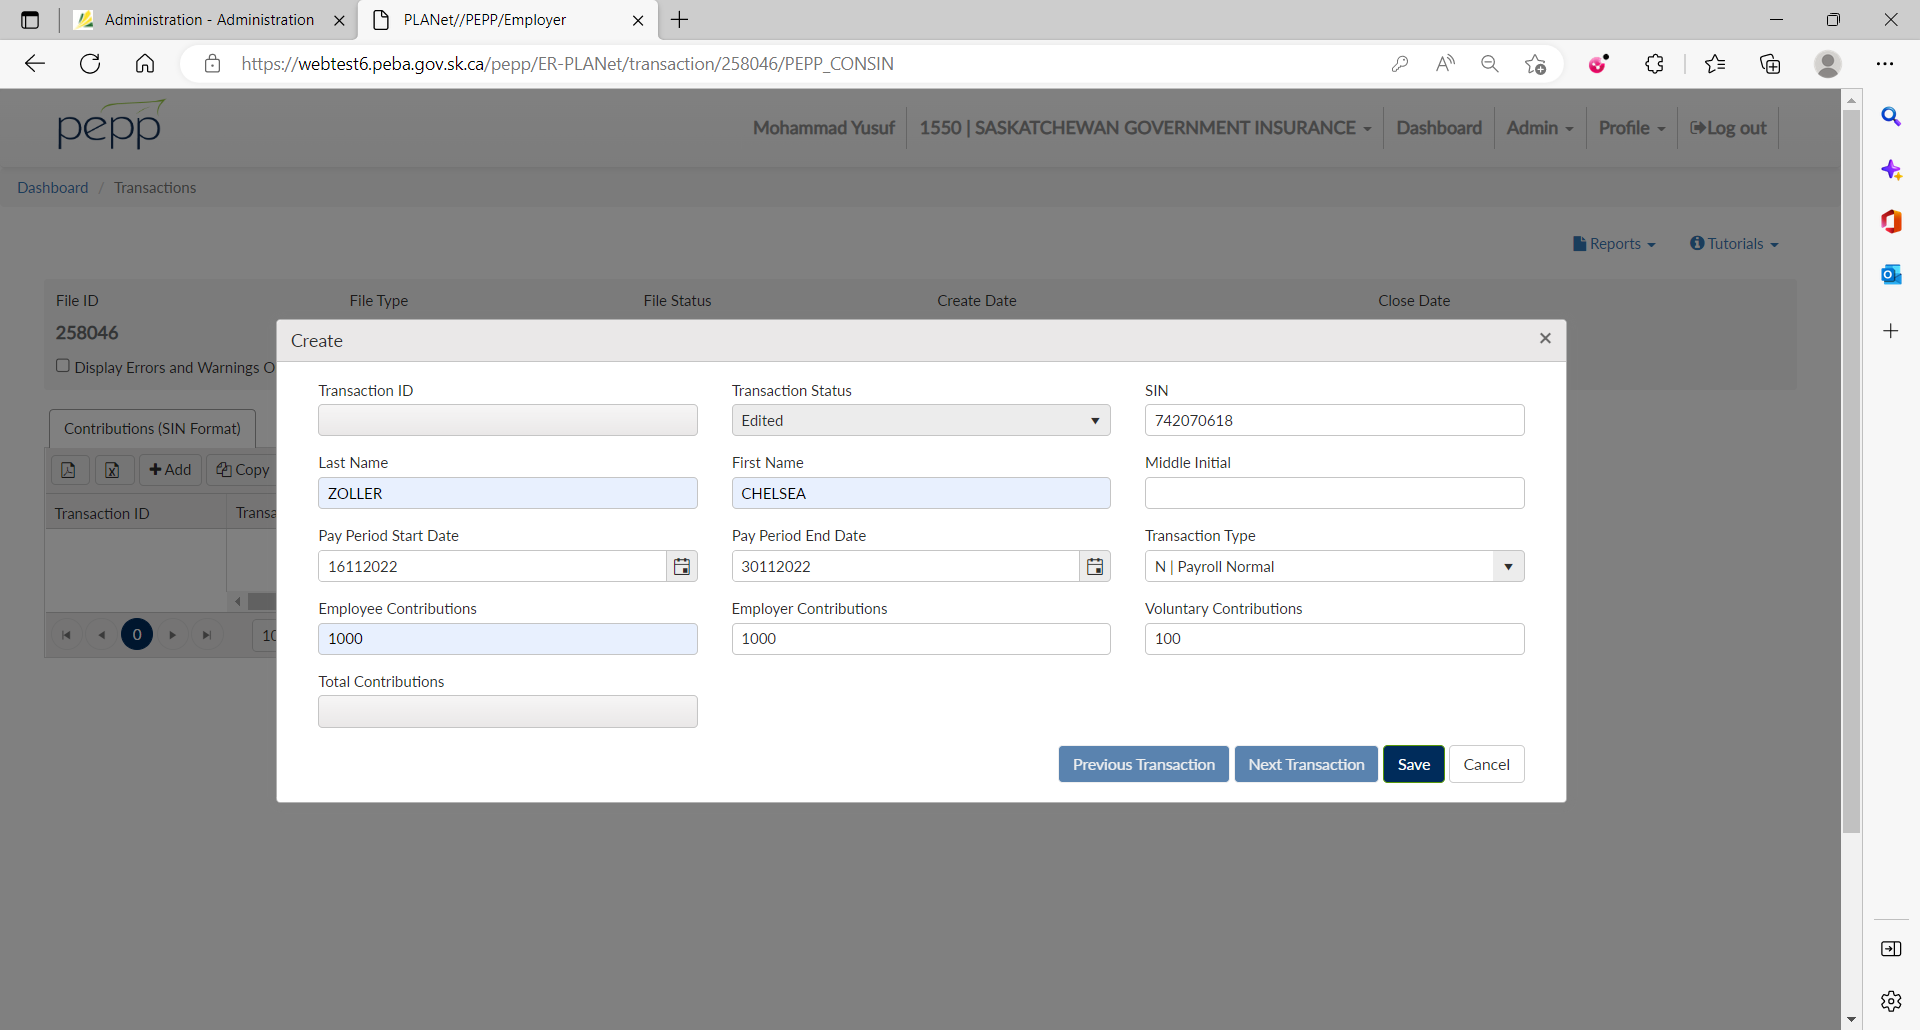 Administration - Administration
PLANet//PEPP/Employer
https://webtest6.peba.gov.sk.ca/pepp/ER-PLANet/transaction/258046/PEPP_CONSIN
pepp
Mohammad Yusuf
1550 | SASKATCHEWAN GOVERNMENT INSURANCE
Dashboard
Admin
Profile
Log out
Dashboard / Transactions
Reports
Tutorials
File ID
File Type
File Status
Create Date
Close Date
258046
Display Errors and Warnings O
Contributions (SIN Format)
Add
Copy
Transaction ID
Transa
0
10
Create
Transaction ID
Transaction Status
SIN
Edited
742070618
Last Name
First Name
Middle Initial
ZOLLER
CHELSEA
Pay Period Start Date
Pay Period End Date
Transaction Type
16112022
30112022
N | Payroll Normal
Employee Contributions
Employer Contributions
Voluntary Contributions
1000
1000
100
Total Contributions
Previous Transaction
Next Transaction
Save
Cancel